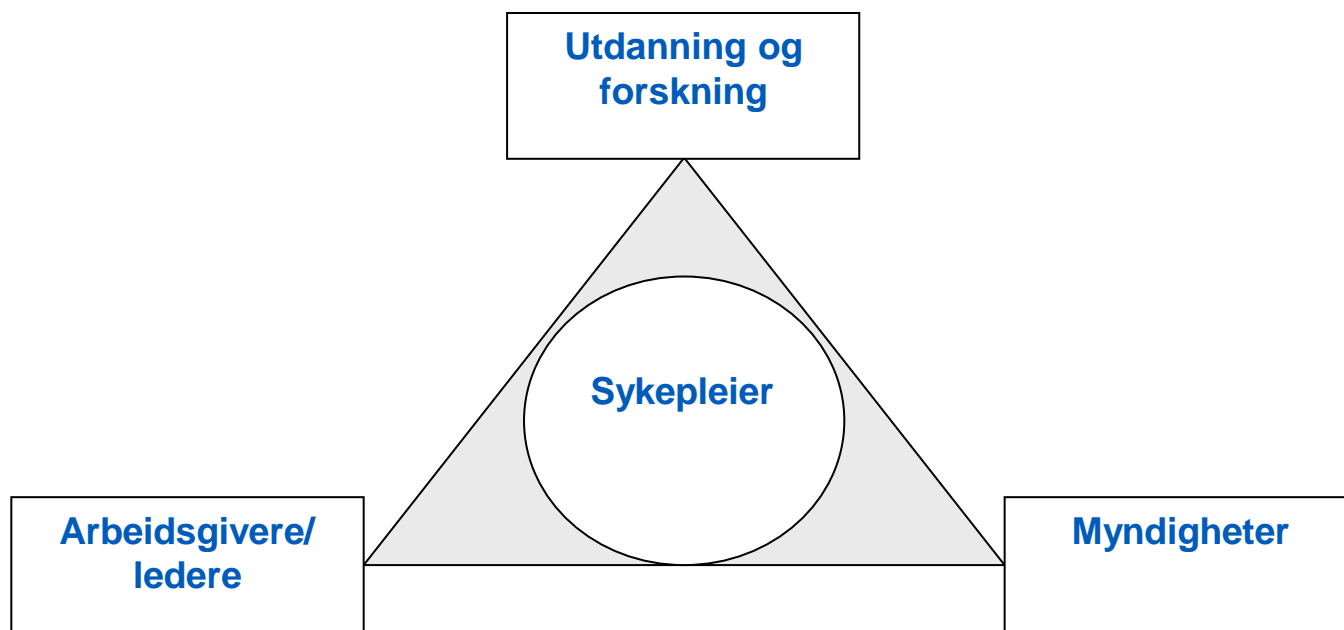 Utdanning og
forskning
Sykepleier
Arbeidsgivere/
ledere
Myndigheter